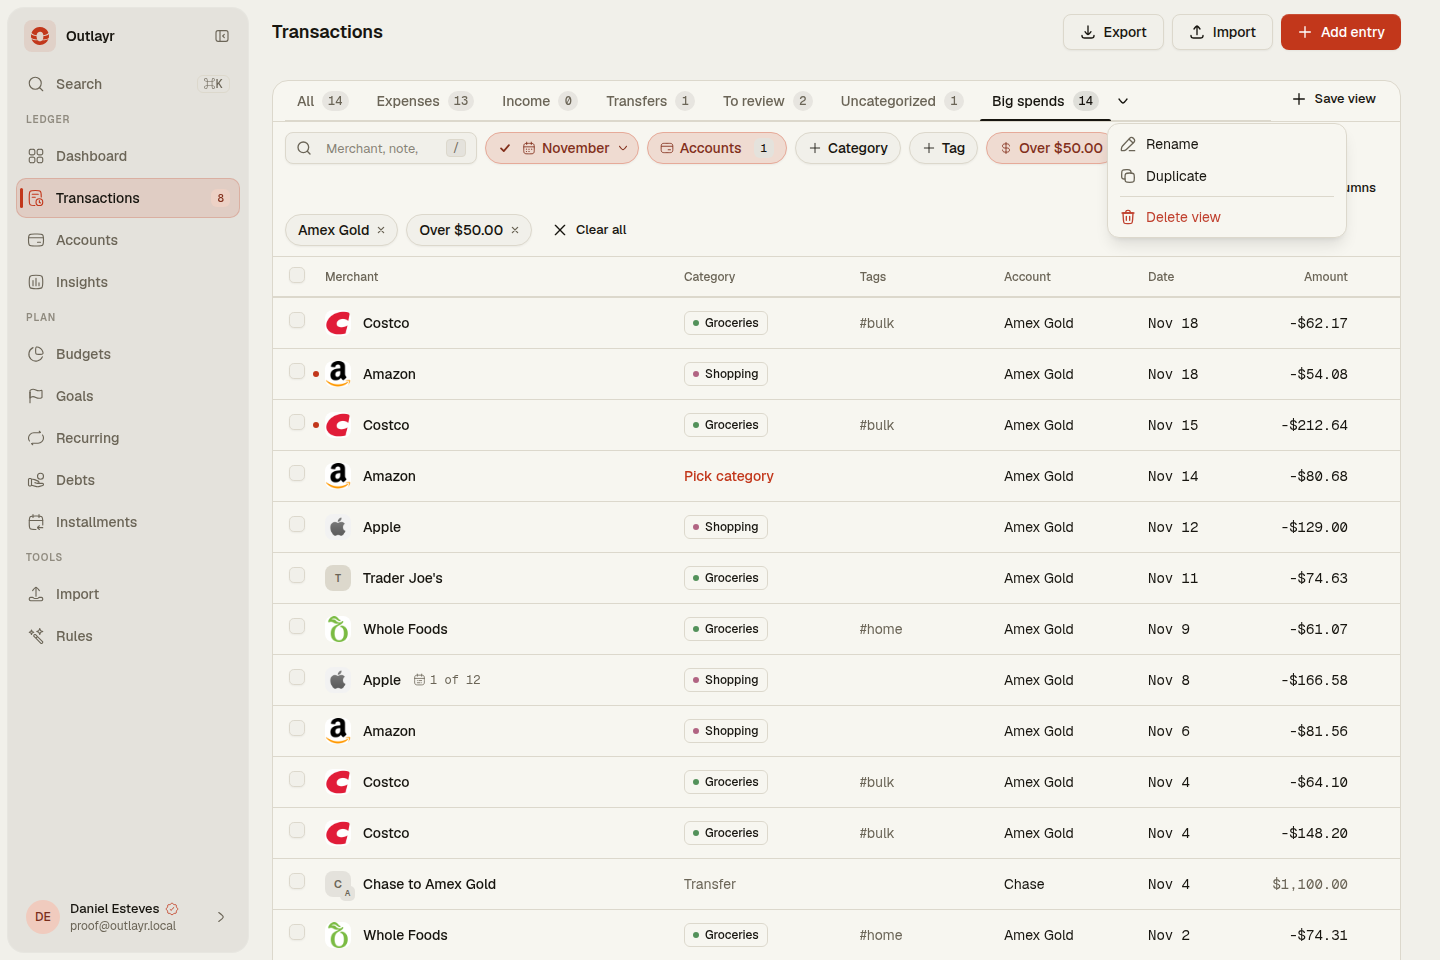 Outlayr
Search ⌘K
LEDGER
Dashboard
Transactions 8
Accounts
Insights
PLAN
Budgets
Goals
Recurring
Debts
Installments
TOOLS
Import
Rules
DE Daniel Esteves
proof@outlayr.local
Transactions
Export Import Add entry
All 14 Expenses 13 Income 0 Transfers 1 To review 2 Uncategorized 1 Big spends 14 Save view
Merchant, note, / November Accounts 1 Category Tag Over $50.00
Rename
Duplicate
Delete view
Amex Gold × Over $50.00 × Clear all
Merchant Category Tags Account Date Amount
Costco Groceries #bulk Amex Gold Nov 18 -$62.17
a Amazon Shopping Amex Gold Nov 18 -$54.08
Costco Groceries #bulk Amex Gold Nov 15 -$212.64
a Amazon Pick category Amex Gold Nov 14 -$80.68
Apple Shopping Amex Gold Nov 12 -$129.00
T Trader Joe's Groceries Amex Gold Nov 11 -$74.63
Whole Foods Groceries #home Amex Gold Nov 9 -$61.07
Apple 1 of 12 Shopping Amex Gold Nov 8 -$166.58
a Amazon Shopping Amex Gold Nov 6 -$81.56
Costco Groceries #bulk Amex Gold Nov 4 -$64.10
Costco Groceries #bulk Amex Gold Nov 4 -$148.20
C A Chase to Amex Gold Transfer Chase Nov 4 $1,100.00
Whole Foods Groceries #home Amex Gold Nov 2 -$74.31